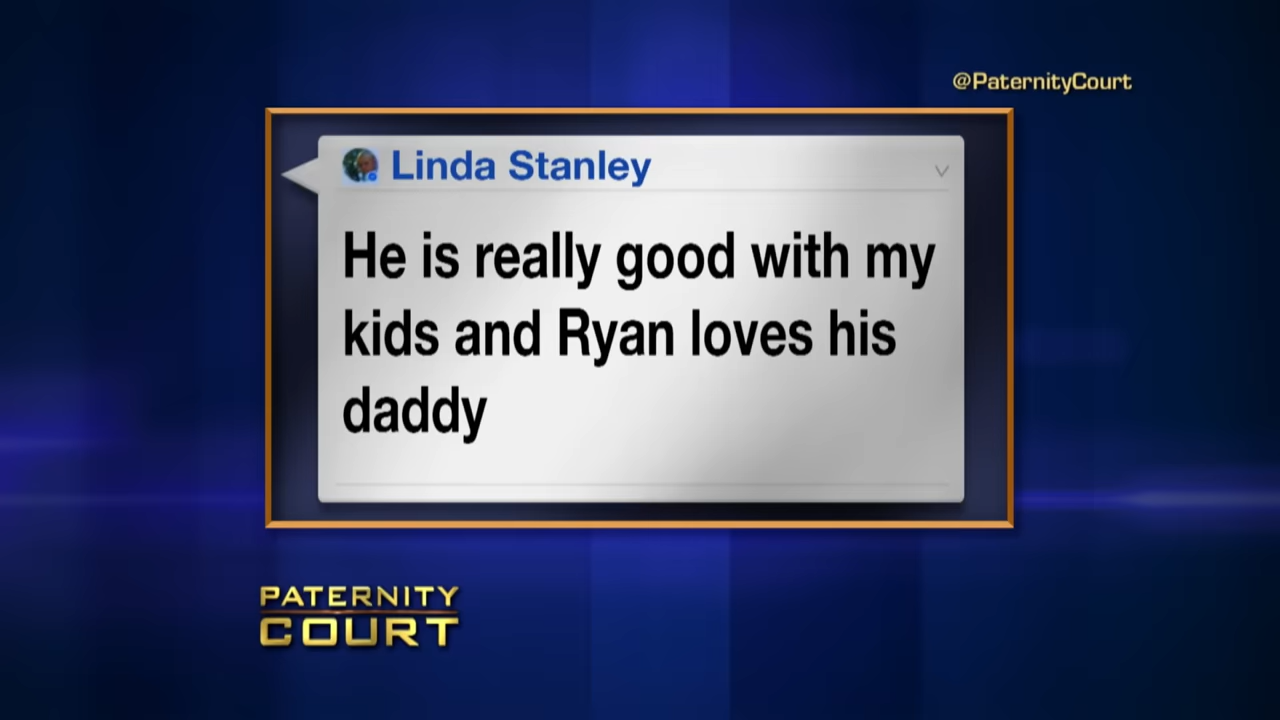 @PaternityCourt
Linda Stanley
He is really good with my
kids and Ryan loves his
daddy
PATERNITY
COURT